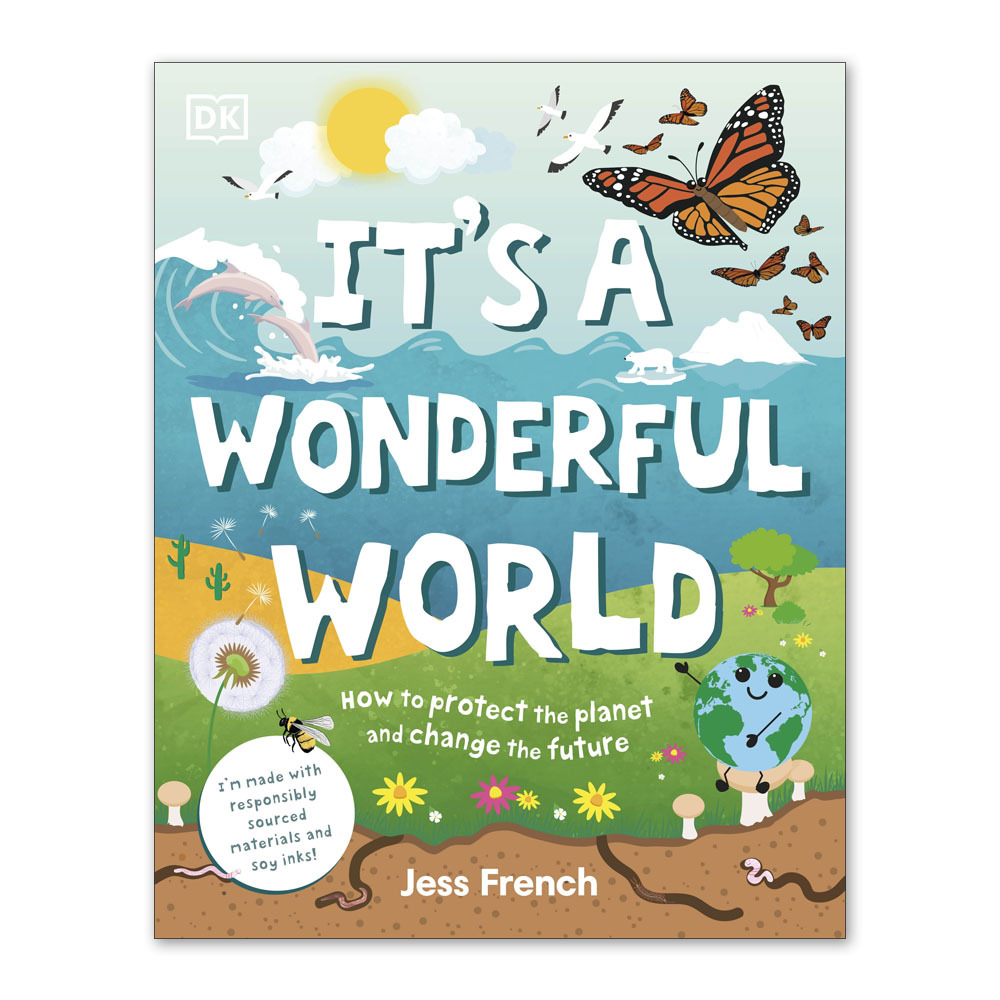 DK
IT'S A
WONDERFUL
WORLD
How to protect the planet
and change the future
I'm made with
responsibly
sourced
materials and
soy inks!
Jess French